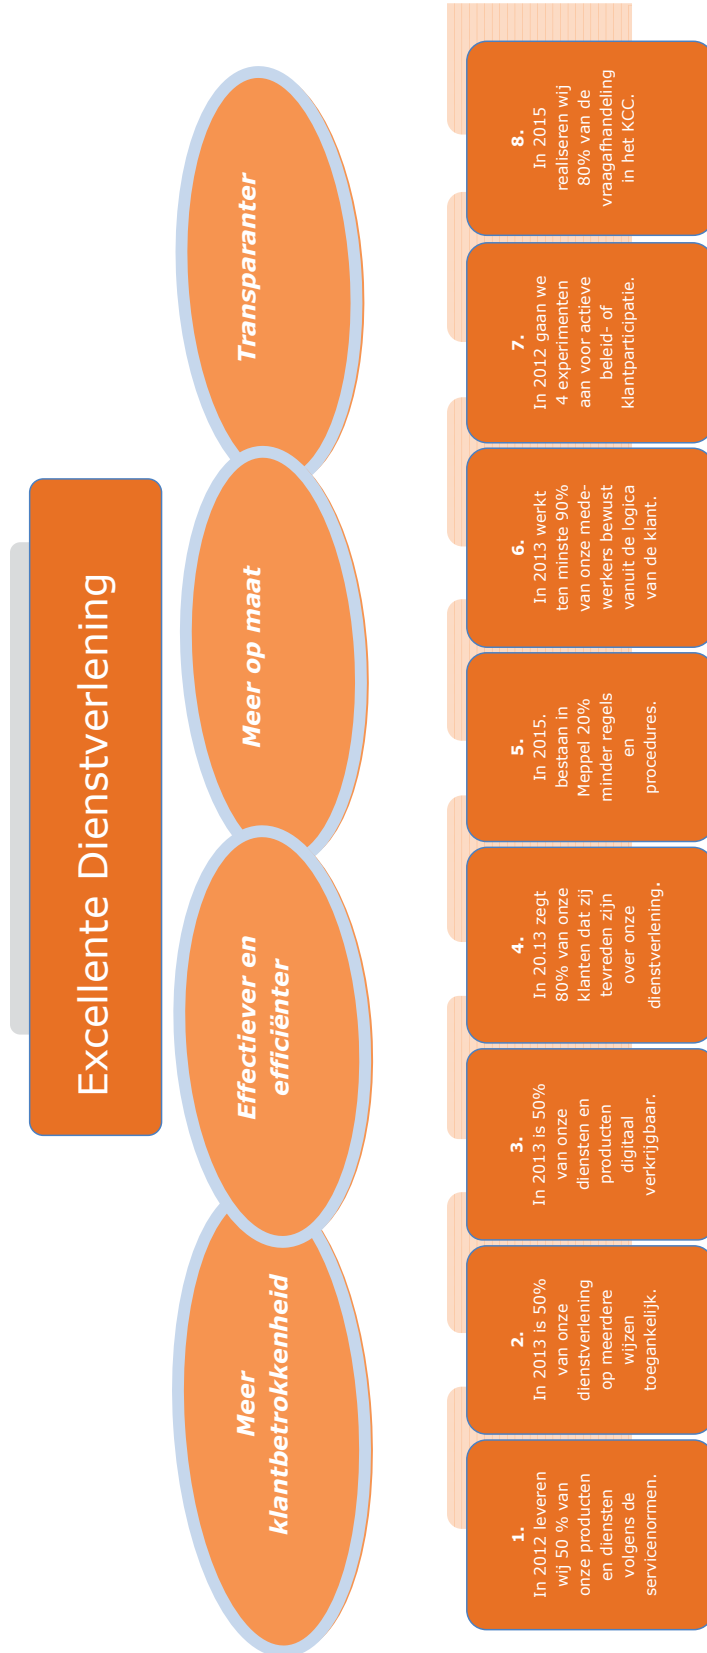 Excellente Dienstverlening
Meer
klantbetrokkenheid
Effectiever en
efficiënter
Meer op maat
Transparanter
1.
In 2012 leveren
wij 50 % van
onze producten
en diensten
volgens de
servicenormen.
2.
In 2013 is 50%
van onze
dienstverlening
op meerdere
wijzen
toegankelijk.
3.
In 2013 is 50%
van onze
diensten en
producten
digitaal
verkrijgbaar.
4.
In 20.13 zegt
80% van onze
klanten dat zij
tevreden zijn
over onze
dienstverlening.
5.
In 2015.
bestaan in
Meppel 20%
minder regels
en
procedures.
6.
In 2013 werkt
ten minste 90%
van onze mede-
werkers bewust
vanuit de logica
van de klant.
7.
In 2012 gaan we
4 experimenten
aan voor actieve
beleid- of
klantparticipatie.
8.
In 2015
realiseren wij
80% van de
vraagafhandeling
in het KCC.